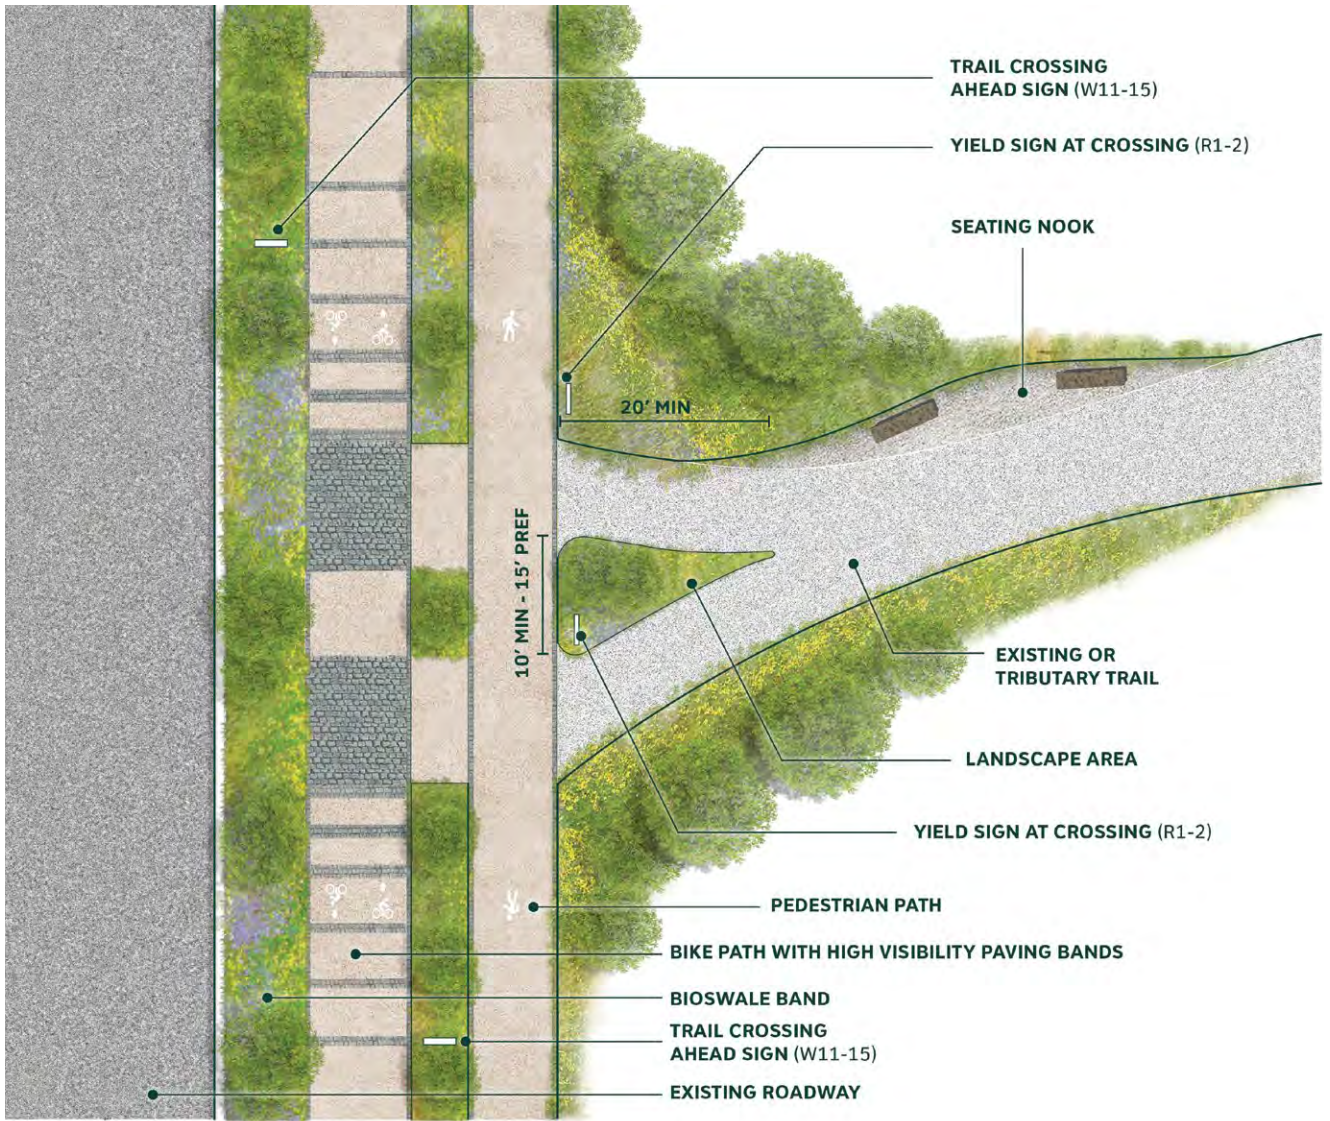 TRAIL CROSSING
AHEAD SIGN (W11-15)
YIELD SIGN AT CROSSING (R1-2)
SEATING NOOK
20' MIN
10' MIN - 15' PREF
EXISTING OR
TRIBUTARY TRAIL
LANDSCAPE AREA
YIELD SIGN AT CROSSING (R1-2)
PEDESTRIAN PATH
BIKE PATH WITH HIGH VISIBILITY PAVING BANDS
BIOSWALE BAND
TRAIL CROSSING
AHEAD SIGN (W11-15)
EXISTING ROADWAY